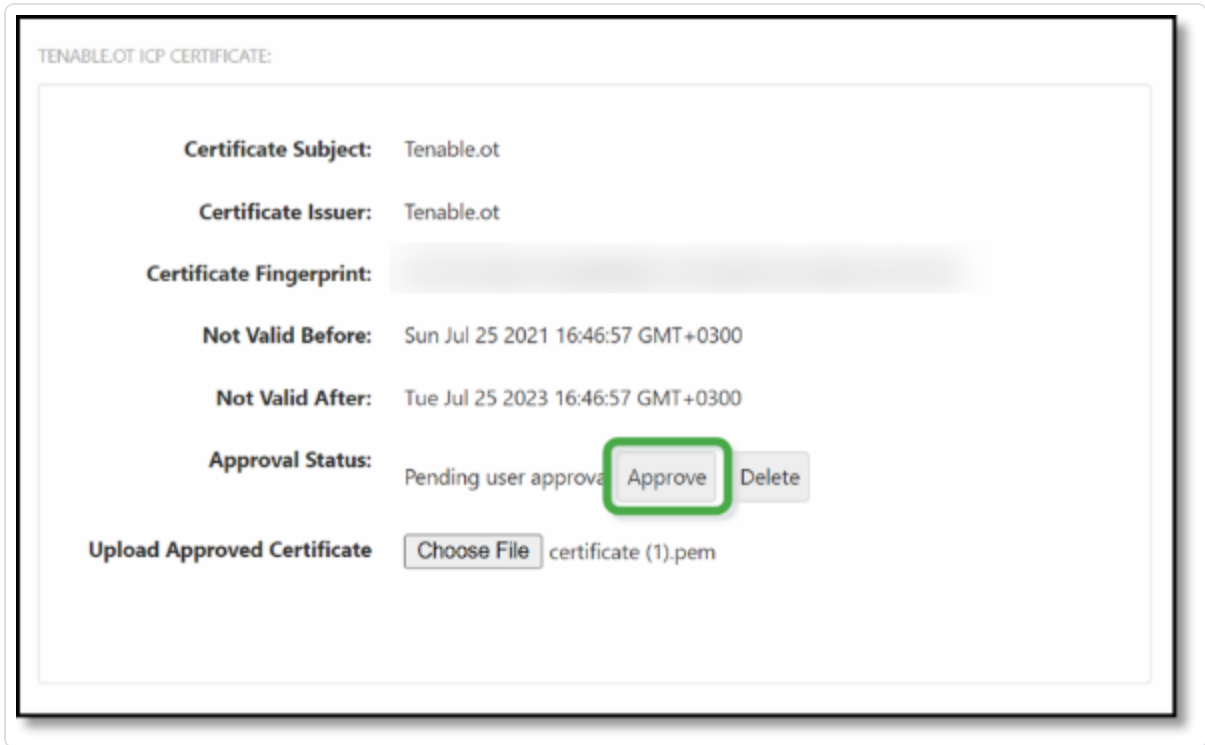 TENABLE.OT ICP CERTIFICATE:
Certificate Subject: Tenable.ot
Certificate Issuer: Tenable.ot
Certificate Fingerprint:
Not Valid Before: Sun Jul 25 2021 16:46:57 GMT+0300
Not Valid After: Tue Jul 25 2023 16:46:57 GMT+0300
Approval Status: Pending user approva Approve Delete
Upload Approved Certificate Choose File certificate (1).pem